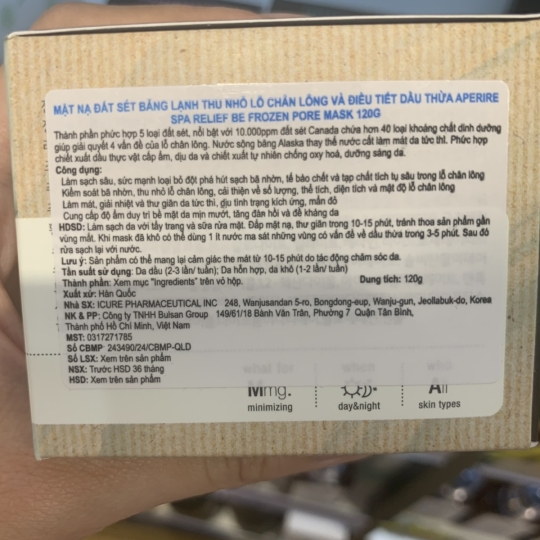 MẶT NẠ ĐẤT SÉT BĂNG LẠNH THU NHỎ LỖ CHÂN LÔNG VÀ ĐIỀU TIẾT DẦU THỪA APERIRE
SPA RELIEF BE FROZEN PORE MASK 120G
Thành phần phức hợp 5 loại đất sét, nổi bật với 10.000ppm đất sét Canada chứa hơn 40 loại khoáng chất dinh dưỡng
giúp giải quyết 4 vấn đề của lỗ chân lông. Nước sông băng Alaska thay thế nước cất làm mát da tức thì. Phức hợp
chiết xuất dầu thực vật cấp ẩm, dịu da và chiết xuất tự nhiên chống oxy hoá, dưỡng sáng da.
Công dụng:
Làm sạch sâu, sức mạnh loại bỏ đột phá hút sạch bã nhờn, tế bào chết và tạp chất tích tụ sâu trong lỗ chân lông
Kiểm soát bã nhờn, thu nhỏ lỗ chân lông, cải thiện về số lượng, thể tích, diện tích và mật độ lỗ chân lông
Làm mát, giải nhiệt và thư giãn da tức thì, dịu tình trạng kích ứng, mẩn đỏ
Cung cấp độ ẩm duy trì bề mặt da mịn mướt, tăng đàn hồi và đề kháng da
HDSD: Làm sạch da với tẩy trang và sữa rửa mặt. Đắp mặt nạ, thư giãn trong 10-15 phút, tránh thoa sản phẩm gần
vùng mắt. Khi mask đã khô có thể dùng 1 ít nước ma sát những vùng có vấn đề về dầu thừa trong 3-5 phút. Sau đó
rửa sạch lại với nước.
Lưu ý: Sản phẩm có thể mang lại cảm giác the mát từ 10-15 phút do tác động chăm sóc da.
Tần suất sử dụng: Da dầu (2-3 lần/ tuần); Da hỗn hợp, da khô (1-2 lần/ tuần)
Thành phần: Xem mục "ingredients" trên vỏ hộp. Dung tích: 120g
Xuất xứ: Hàn Quốc
Nhà SX: ICURE PHARMACEUTICAL INC 248, Wanjusandan 5-ro, Bongdong-eup, Wanju-gun, Jeollabuk-do, Korea
NK & PP: Công ty TNHH Bulsan Group 149/61/18 Bành Văn Trân, Phường 7 Quận Tân Bình,
Thành phố Hồ Chí Minh, Việt Nam
MST: 0317271785
Số CBMP: 243490/24/CBMP-QLD
Số LSX: Xem trên sản phẩm
NSX: Trước HSD 36 tháng
HSD: Xem trên sản phẩm
minimizing
day&night
skin types